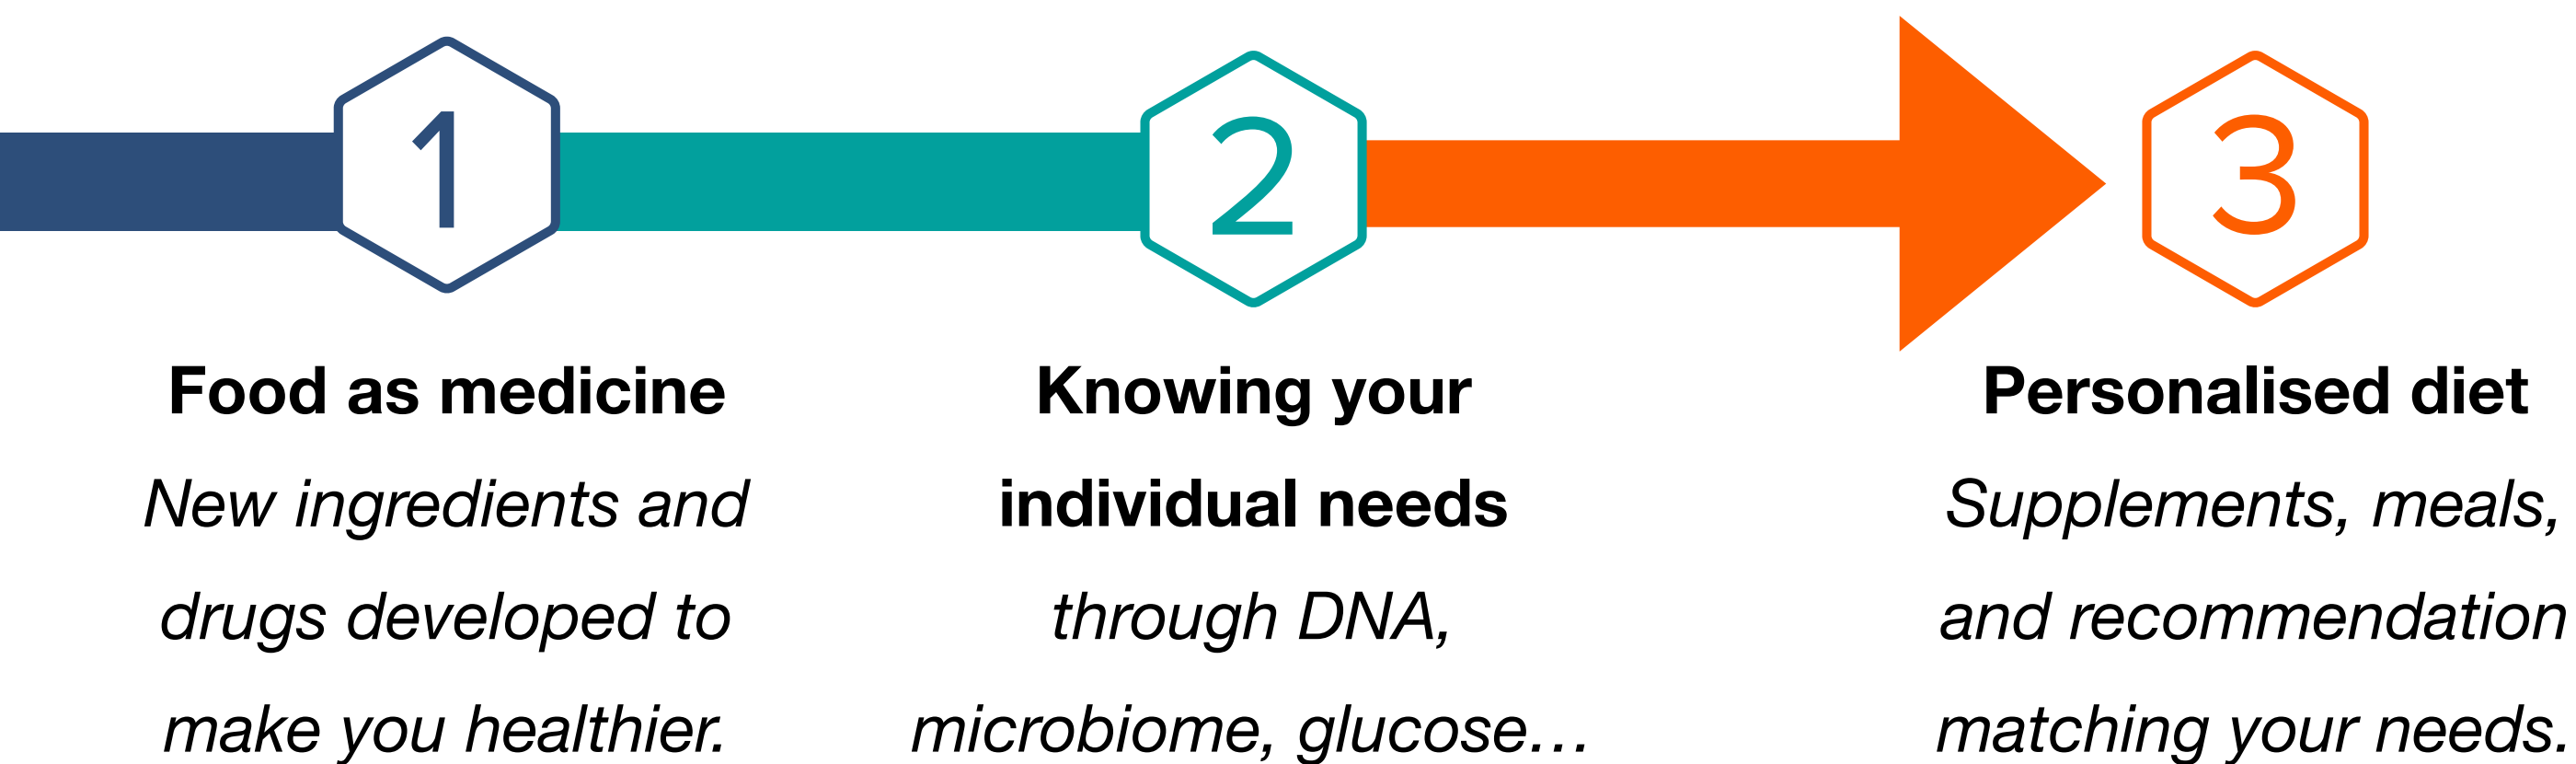 1
Food as medicine
New ingredients and
drugs developed to
make you healthier.
2
Knowing your
individual needs
through DNA,
microbiome, glucose…
3
Personalised diet
Supplements, meals,
and recommendation
matching your needs.